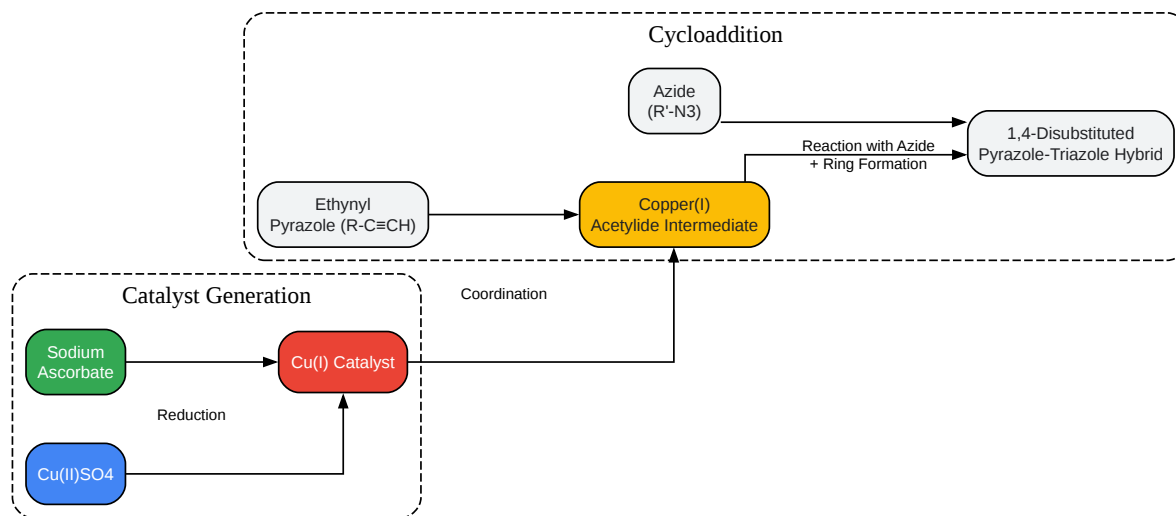 Cycloaddition
Azide
(R'-N3)
1,4-Disubstituted
Pyrazole-Triazole Hybrid
Reaction with Azide
+ Ring Formation
Ethynyl
Pyrazole (R-C≡CH)
Copper(I)
Acetylide Intermediate
Coordination
Catalyst Generation
Sodium
Ascorbate
Cu(I) Catalyst
Reduction
Cu(II)SO4